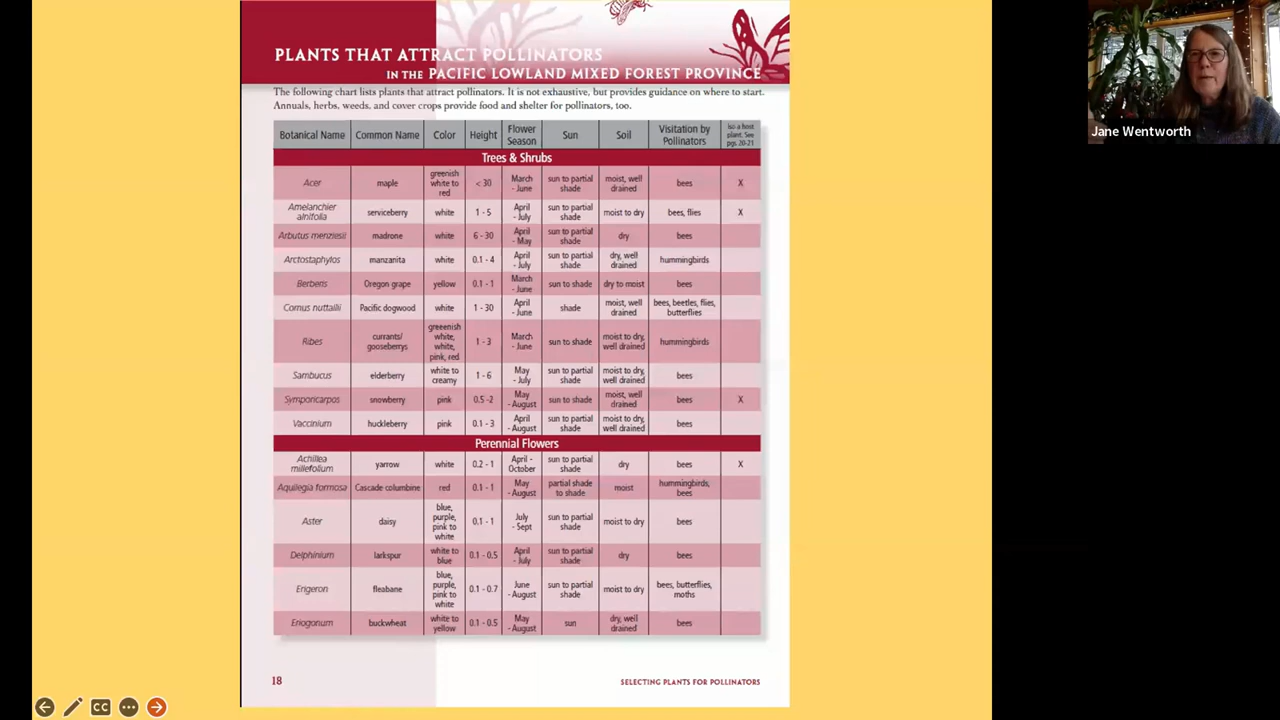 PLANTS THAT ATTRACT POLLINATORS
IN THE PACIFIC LOWLAND MIXED FOREST PROVINCE
The following chart lists plants that attract pollinators. It is not exhaustive, but provides guidance on where to start.
Annuals, herbs, weeds, and cover crops provide food and shelter for pollinators, too.
Botanical Name Common Name Color Height Flower Season Sun Soil Visitation by Pollinators also a host plant. See pgs. 20-21
Trees & Shrubs
Acer maple greenish white to red < 30 March - June sun to partial shade moist, well drained bees X
Amelanchier alnifolia serviceberry white 1 - 5 April - July sun to partial shade moist to dry bees, flies X
Arbutus menziesii madrone white 6 - 30 April - May sun to partial shade dry bees
Arctostaphylos manzanita white 0.1 - 4 April - July sun to partial shade dry, well drained hummingbirds
Berberis Oregon grape yellow 0.1 - 1 March - June sun to shade dry to moist bees
Cornus nuttallii Pacific dogwood white 1 - 30 April - June shade moist, well drained bees, beetles, flies, butterflies
Ribes currants/ gooseberrys greeenish white, white, pink, red 1 - 3 March - June sun to shade moist to dry, well drained hummingbirds
Sambucus elderberry white to creamy 1 - 6 May - July sun to partial shade moist to dry, well drained bees
Symporicarpos snowberry pink 0.5 -2 May - August sun to shade moist, well drained bees X
Vaccinium huckleberry pink 0.1 - 3 April - August sun to partial shade moist to dry, well drained bees
Perennial Flowers
Achillea millefolium yarrow white 0.2 - 1 April - October sun to partial shade dry bees X
Aquilegia formosa Cascade columbine red 0.1 - 1 May - August partial shade to shade moist hummingbirds, bees
Aster daisy blue, purple, pink to white 0.1 - 1 July - Sept sun to partial shade moist to dry bees
Delphinium larkspur white to blue 0.1 - 0.5 April - July sun to partial shade dry bees
Erigeron fleabane blue, purple, pink to white 0.1 - 0.7 June - August sun to partial shade moist to dry bees, butterflies, moths
Eriogonum buckwheat white to yellow 0.1 - 0.5 May - August sun dry, well drained bees
18 SELECTING PLANTS FOR POLLINATORS
Jane Wentworth
CC